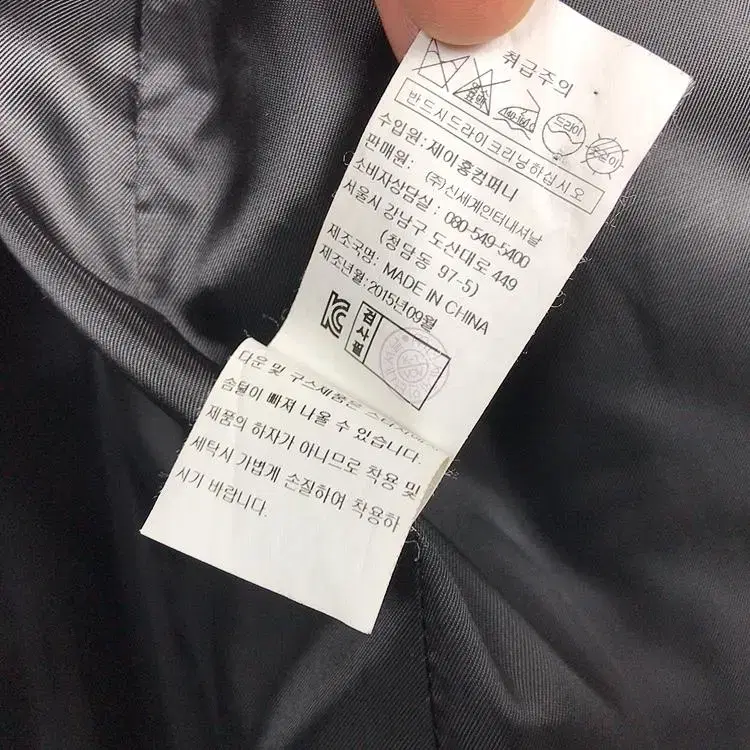 취급주의
염소
표백
140-160℃
드라이
반드시드라이크리닝하십시오
수입원: 제이홍컴퍼니
판매원: (주)신세계인터내셔날
소비자상담실: 080-549-5400
서울시 강남구 도산대로 449
(청담동 97-5)
제조국명: MADE IN CHINA
제조년월:2015년09월
검사필
다운 및 구스제품은
솜털이 빠져 나올 수 있습니다.
제품의 하자가 아니므로 착용 및
세탁시 가볍게 손질하여 착용하
시기 바랍니다.